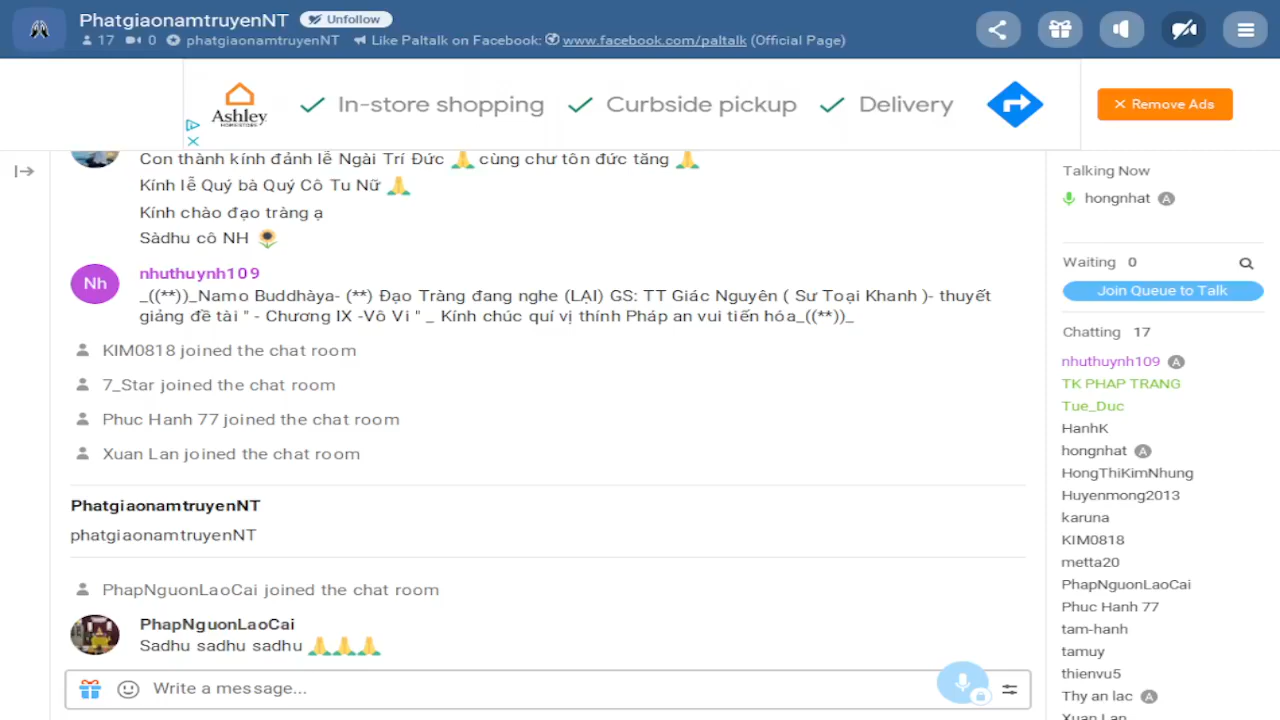 PhatgiaonamtruyenNT Unfollow
17 0 phatgiaonamtruyenNT Like Paltalk on Facebook: www.facebook.com/paltalk (Official Page)
Ashley
HOMESTORE
In-store shopping Curbside pickup Delivery
Remove Ads
Con thành kính đảnh lễ Ngài Trí Đức 🙏 cùng chư tôn đức tăng 🙏
Kính lễ Quý bà Quý Cô Tu Nữ 🙏
Kính chào đạo tràng ạ
Sàdhu cô NH 🌻
Nh
nhuthuynh109
_((**))_Namo Buddhàya- (**) Đạo Tràng đang nghe (LẠI) GS: TT Giác Nguyên ( Sư Toại Khanh )- thuyết
giảng đề tài " - Chương IX -Vô Vi " _ Kính chúc quí vị thính Pháp an vui tiến hóa_((**))_
KIM0818 joined the chat room
7_Star joined the chat room
Phuc Hanh 77 joined the chat room
Xuan Lan joined the chat room
PhatgiaonamtruyenNT
phatgiaonamtruyenNT
PhapNguonLaoCai joined the chat room
PhapNguonLaoCai
Sadhu sadhu sadhu 🙏🙏🙏
Write a message...
Talking Now
hongnhat A
Waiting 0
Join Queue to Talk
Chatting 17
nhuthuynh109 A
TK PHAP TRANG
Tue_Duc
HanhK
hongnhat A
HongThiKimNhung
Huyenmong2013
karuna
KIM0818
metta20
PhapNguonLaoCai
Phuc Hanh 77
tam-hanh
tamuy
thienvu5
Thy an lac A
Xuan Lan